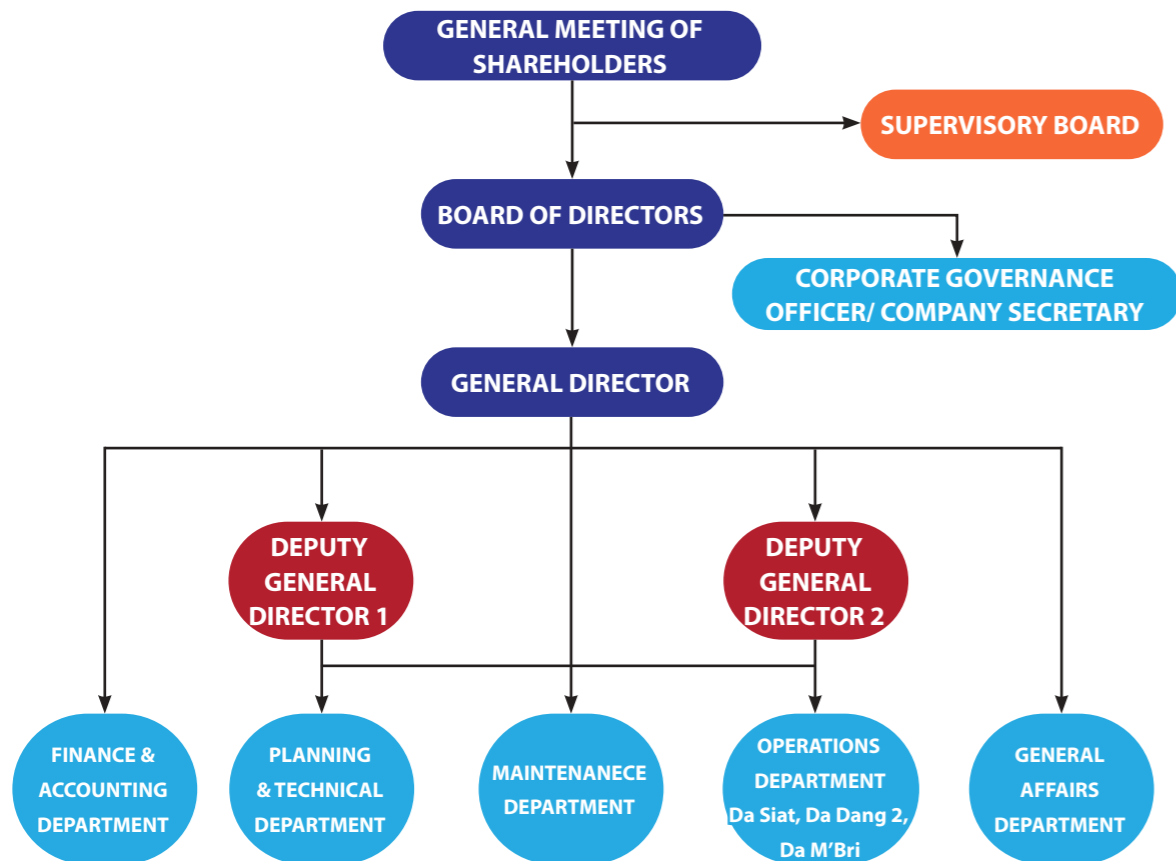 GENERAL MEETING OF
SHAREHOLDERS
SUPERVISORY BOARD
BOARD OF DIRECTORS
CORPORATE GOVERNANCE
OFFICER/ COMPANY SECRETARY
GENERAL DIRECTOR
DEPUTY
GENERAL
DIRECTOR 1
DEPUTY
GENERAL
DIRECTOR 2
FINANCE &
ACCOUNTING
DEPARTMENT
PLANNING
& TECHNICAL
DEPARTMENT
MAINTENANECE
DEPARTMENT
OPERATIONS
DEPARTMENT
Da Siat, Da Dang 2,
Da M'Bri
GENERAL
AFFAIRS
DEPARTMENT